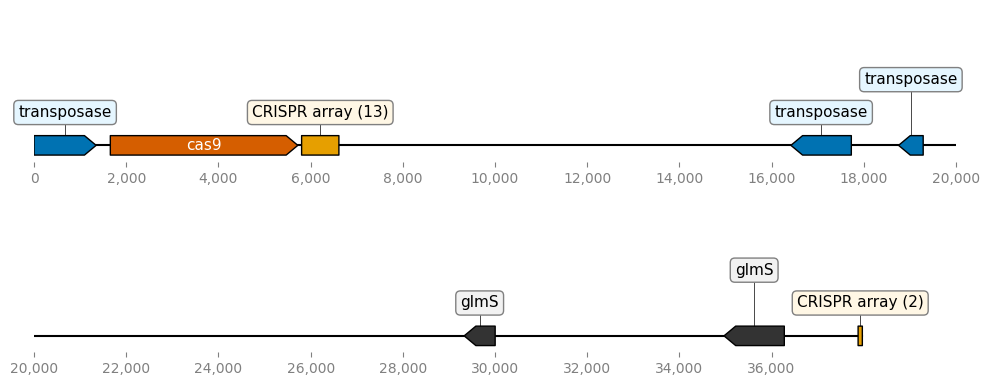 transposase
transposase CRISPR array (13) transposase
cas9
0 2,000 4,000 6,000 8,000 10,000 12,000 14,000 16,000 18,000 20,000
glmS
glmS CRISPR array (2)
20,000 22,000 24,000 26,000 28,000 30,000 32,000 34,000 36,000